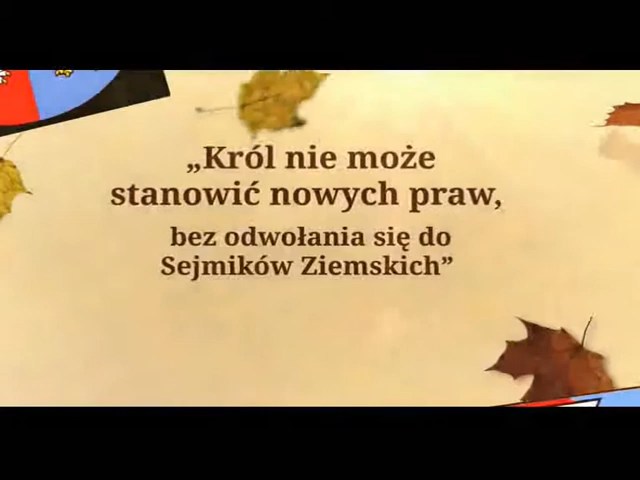 „Król nie może
stanowić nowych praw,
bez odwołania się do
Sejmików Ziemskich”